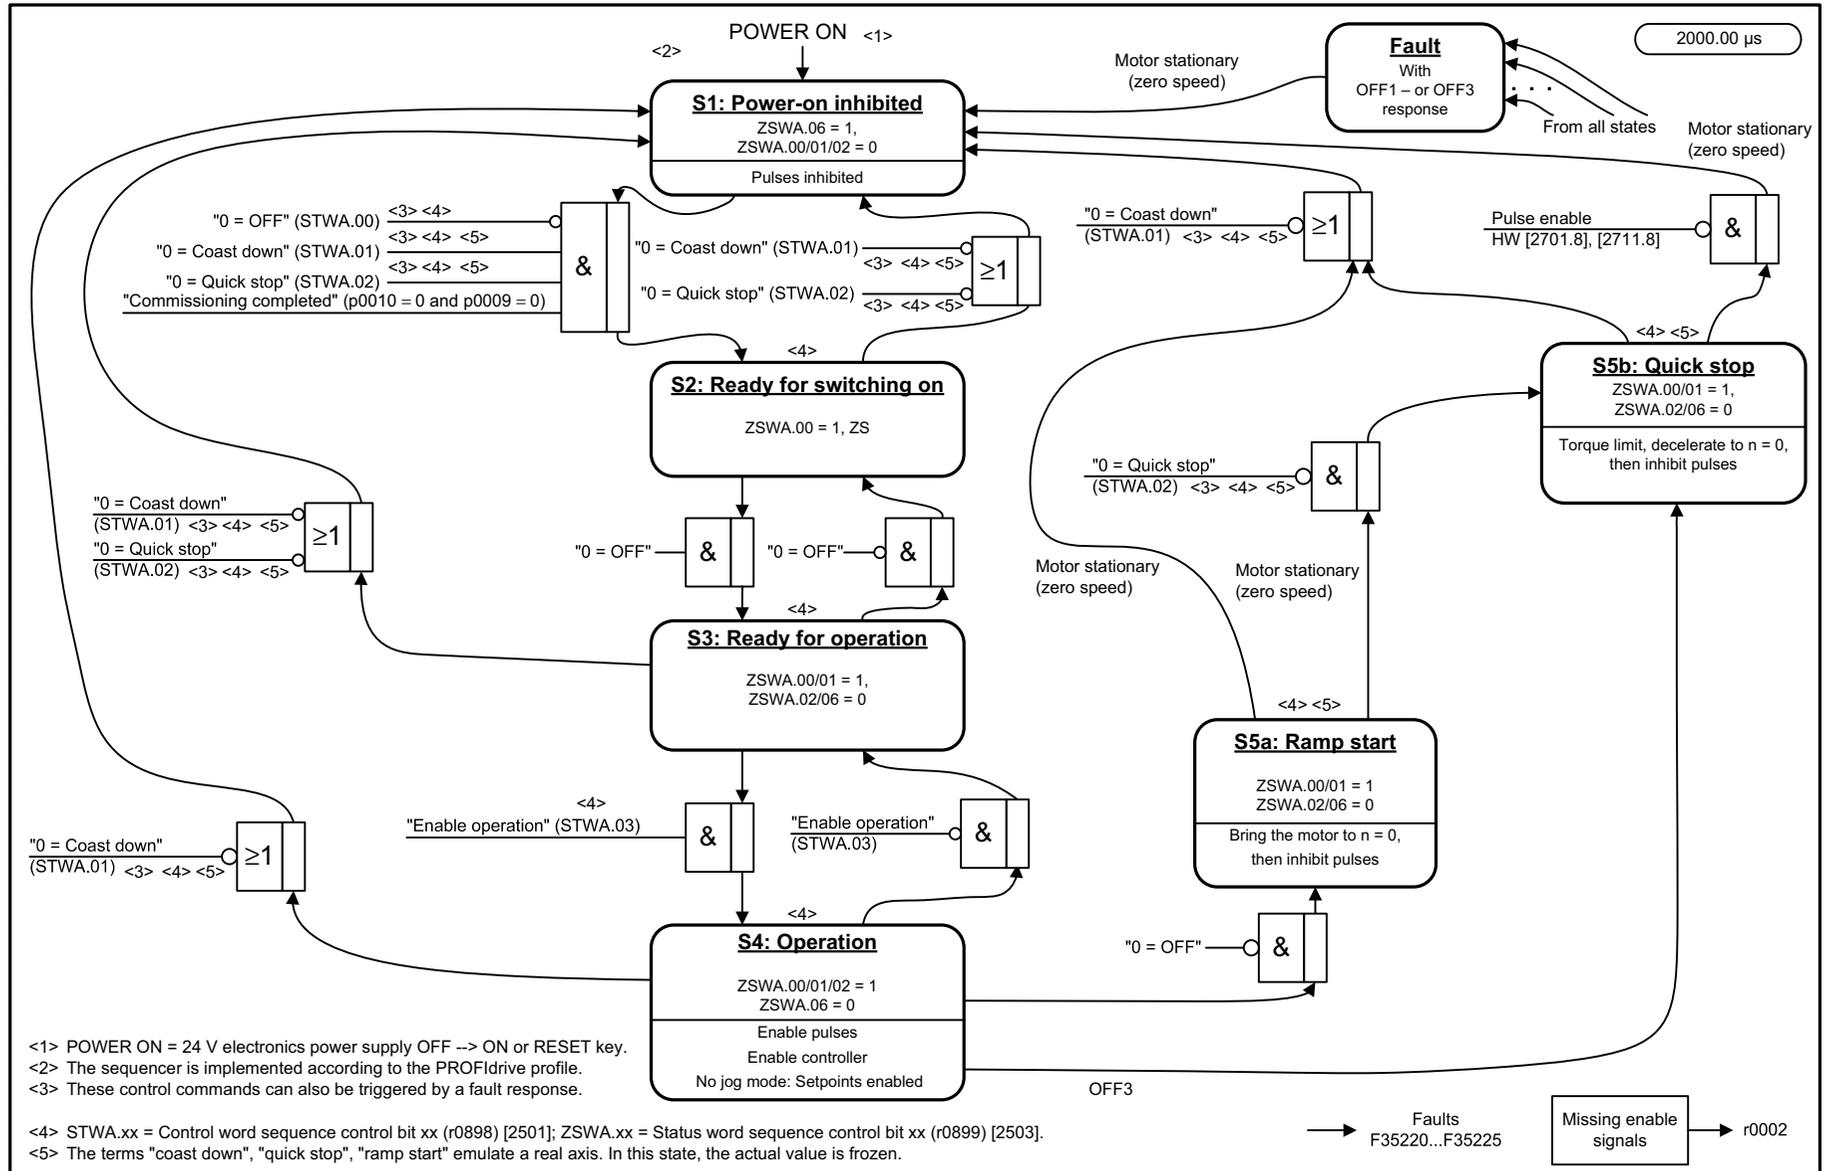 POWER ON <1>
<2>
S1: Power-on inhibited
ZSWA.06 = 1,
ZSWA.00/01/02 = 0
Pulses inhibited
Motor stationary
(zero speed)
Fault
With
OFF1 – or OFF3
response
. . .
From all states
2000.00 µs
Motor stationary
(zero speed)
"0 = OFF" (STWA.00) <3> <4>
"0 = Coast down" (STWA.01) <3> <4> <5>
"0 = Quick stop" (STWA.02) <3> <4> <5>
"Commissioning completed" (p0010 = 0 and p0009 = 0)
&
"0 = Coast down" (STWA.01)
<3> <4> <5>
"0 = Quick stop" (STWA.02)
<3> <4> <5>
≥1
"0 = Coast down"
(STWA.01) <3> <4> <5>
≥1
Pulse enable
HW [2701.8], [2711.8]
&
<4>
S2: Ready for switching on
ZSWA.00 = 1, ZS
<4> <5>
S5b: Quick stop
ZSWA.00/01 = 1,
ZSWA.02/06 = 0
Torque limit, decelerate to n = 0,
then inhibit pulses
"0 = Quick stop"
(STWA.02) <3> <4> <5>
&
"0 = Coast down"
(STWA.01) <3> <4> <5>
"0 = Quick stop"
(STWA.02) <3> <4> <5>
≥1
"0 = OFF"
&
"0 = OFF"
&
Motor stationary
(zero speed)
Motor stationary
(zero speed)
<4>
S3: Ready for operation
ZSWA.00/01 = 1,
ZSWA.02/06 = 0
<4> <5>
S5a: Ramp start
ZSWA.00/01 = 1
ZSWA.02/06 = 0
Bring the motor to n = 0,
then inhibit pulses
<4>
"Enable operation" (STWA.03)
&
"Enable operation"
(STWA.03)
&
"0 = Coast down"
(STWA.01) <3> <4> <5>
≥1
"0 = OFF"
&
<4>
S4: Operation
ZSWA.00/01/02 = 1
ZSWA.06 = 0
Enable pulses
Enable controller
No jog mode: Setpoints enabled
OFF3
<1> POWER ON = 24 V electronics power supply OFF --> ON or RESET key.
<2> The sequencer is implemented according to the PROFIdrive profile.
<3> These control commands can also be triggered by a fault response.
<4> STWA.xx = Control word sequence control bit xx (r0898) [2501]; ZSWA.xx = Status word sequence control bit xx (r0899) [2503].
<5> The terms "coast down", "quick stop", "ramp start" emulate a real axis. In this state, the actual value is frozen.
Faults
F35220...F35225
Missing enable
signals
r0002